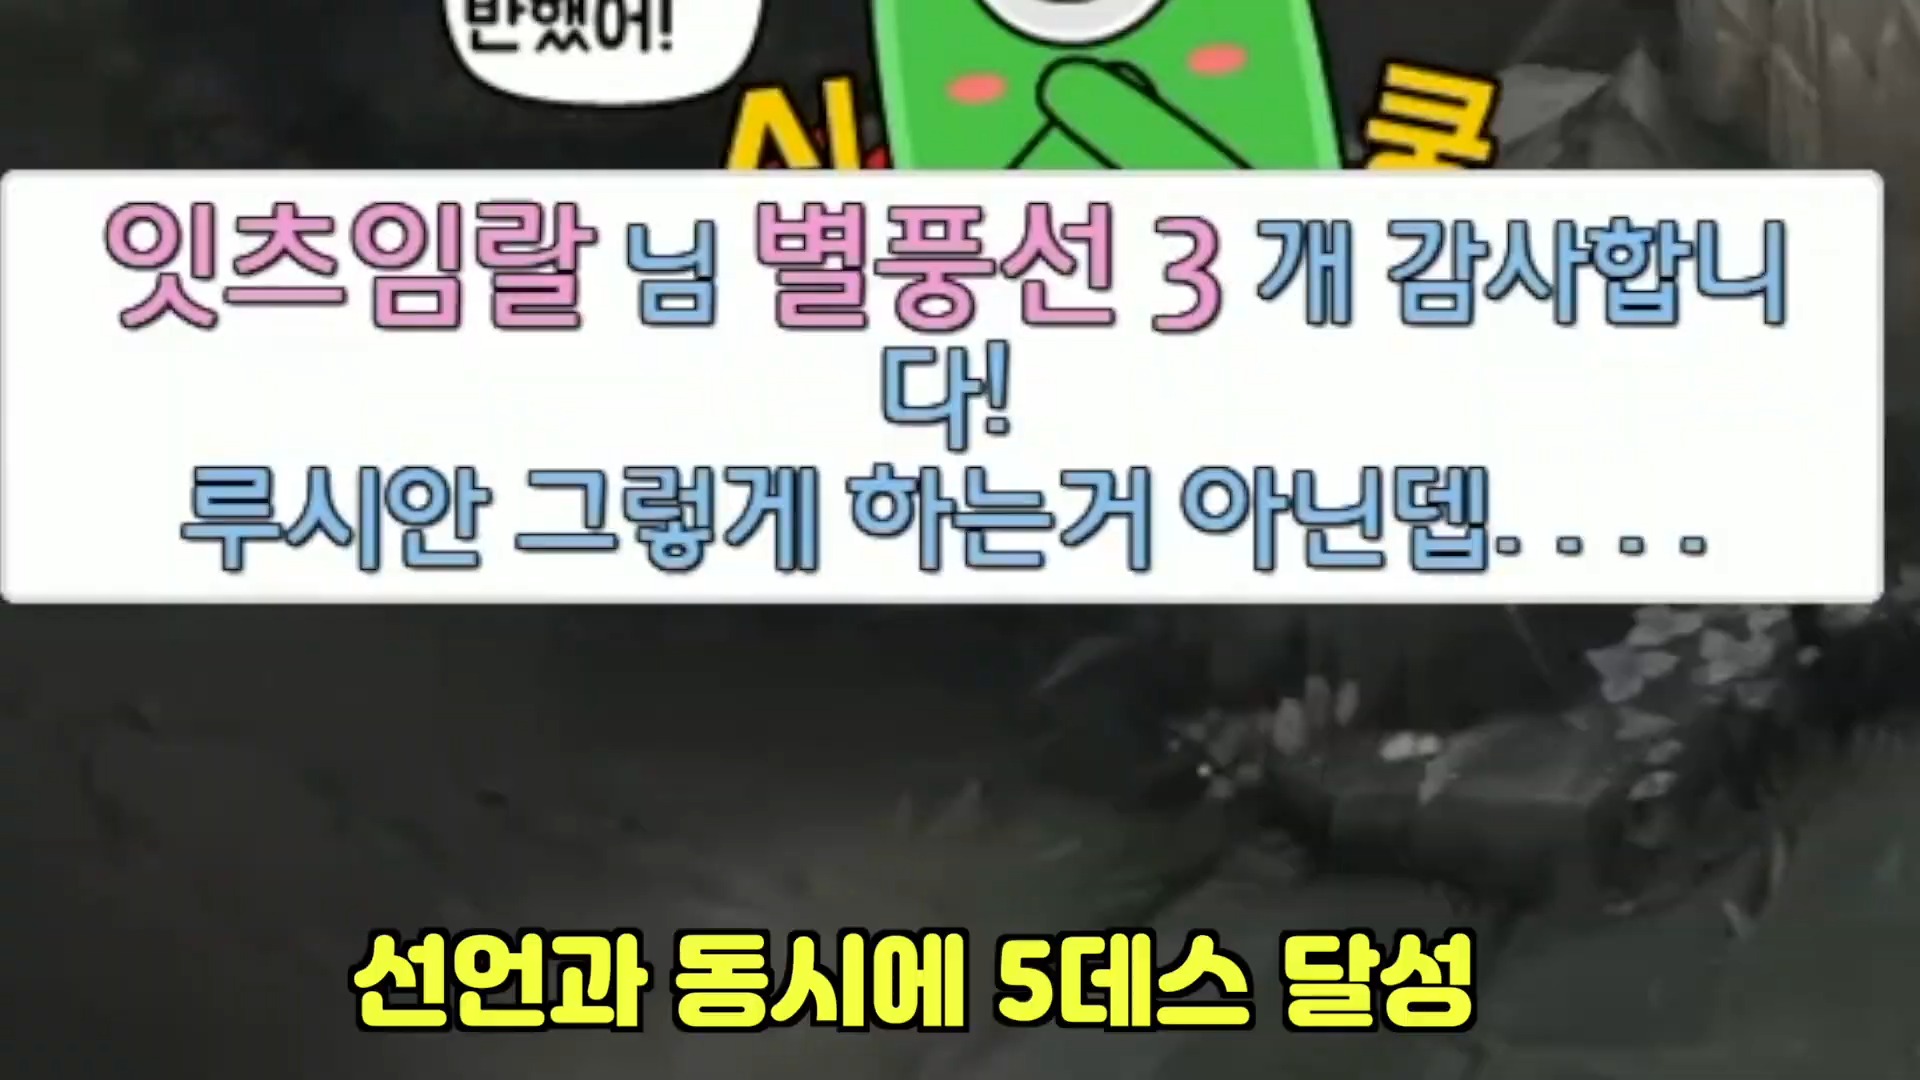 반했어!
심쿵
잇츠임랄 님 별풍선 3 개 감사합니
다!
루시안 그렇게 하는거 아닌뎁....
선언과 동시에 5데스 달성